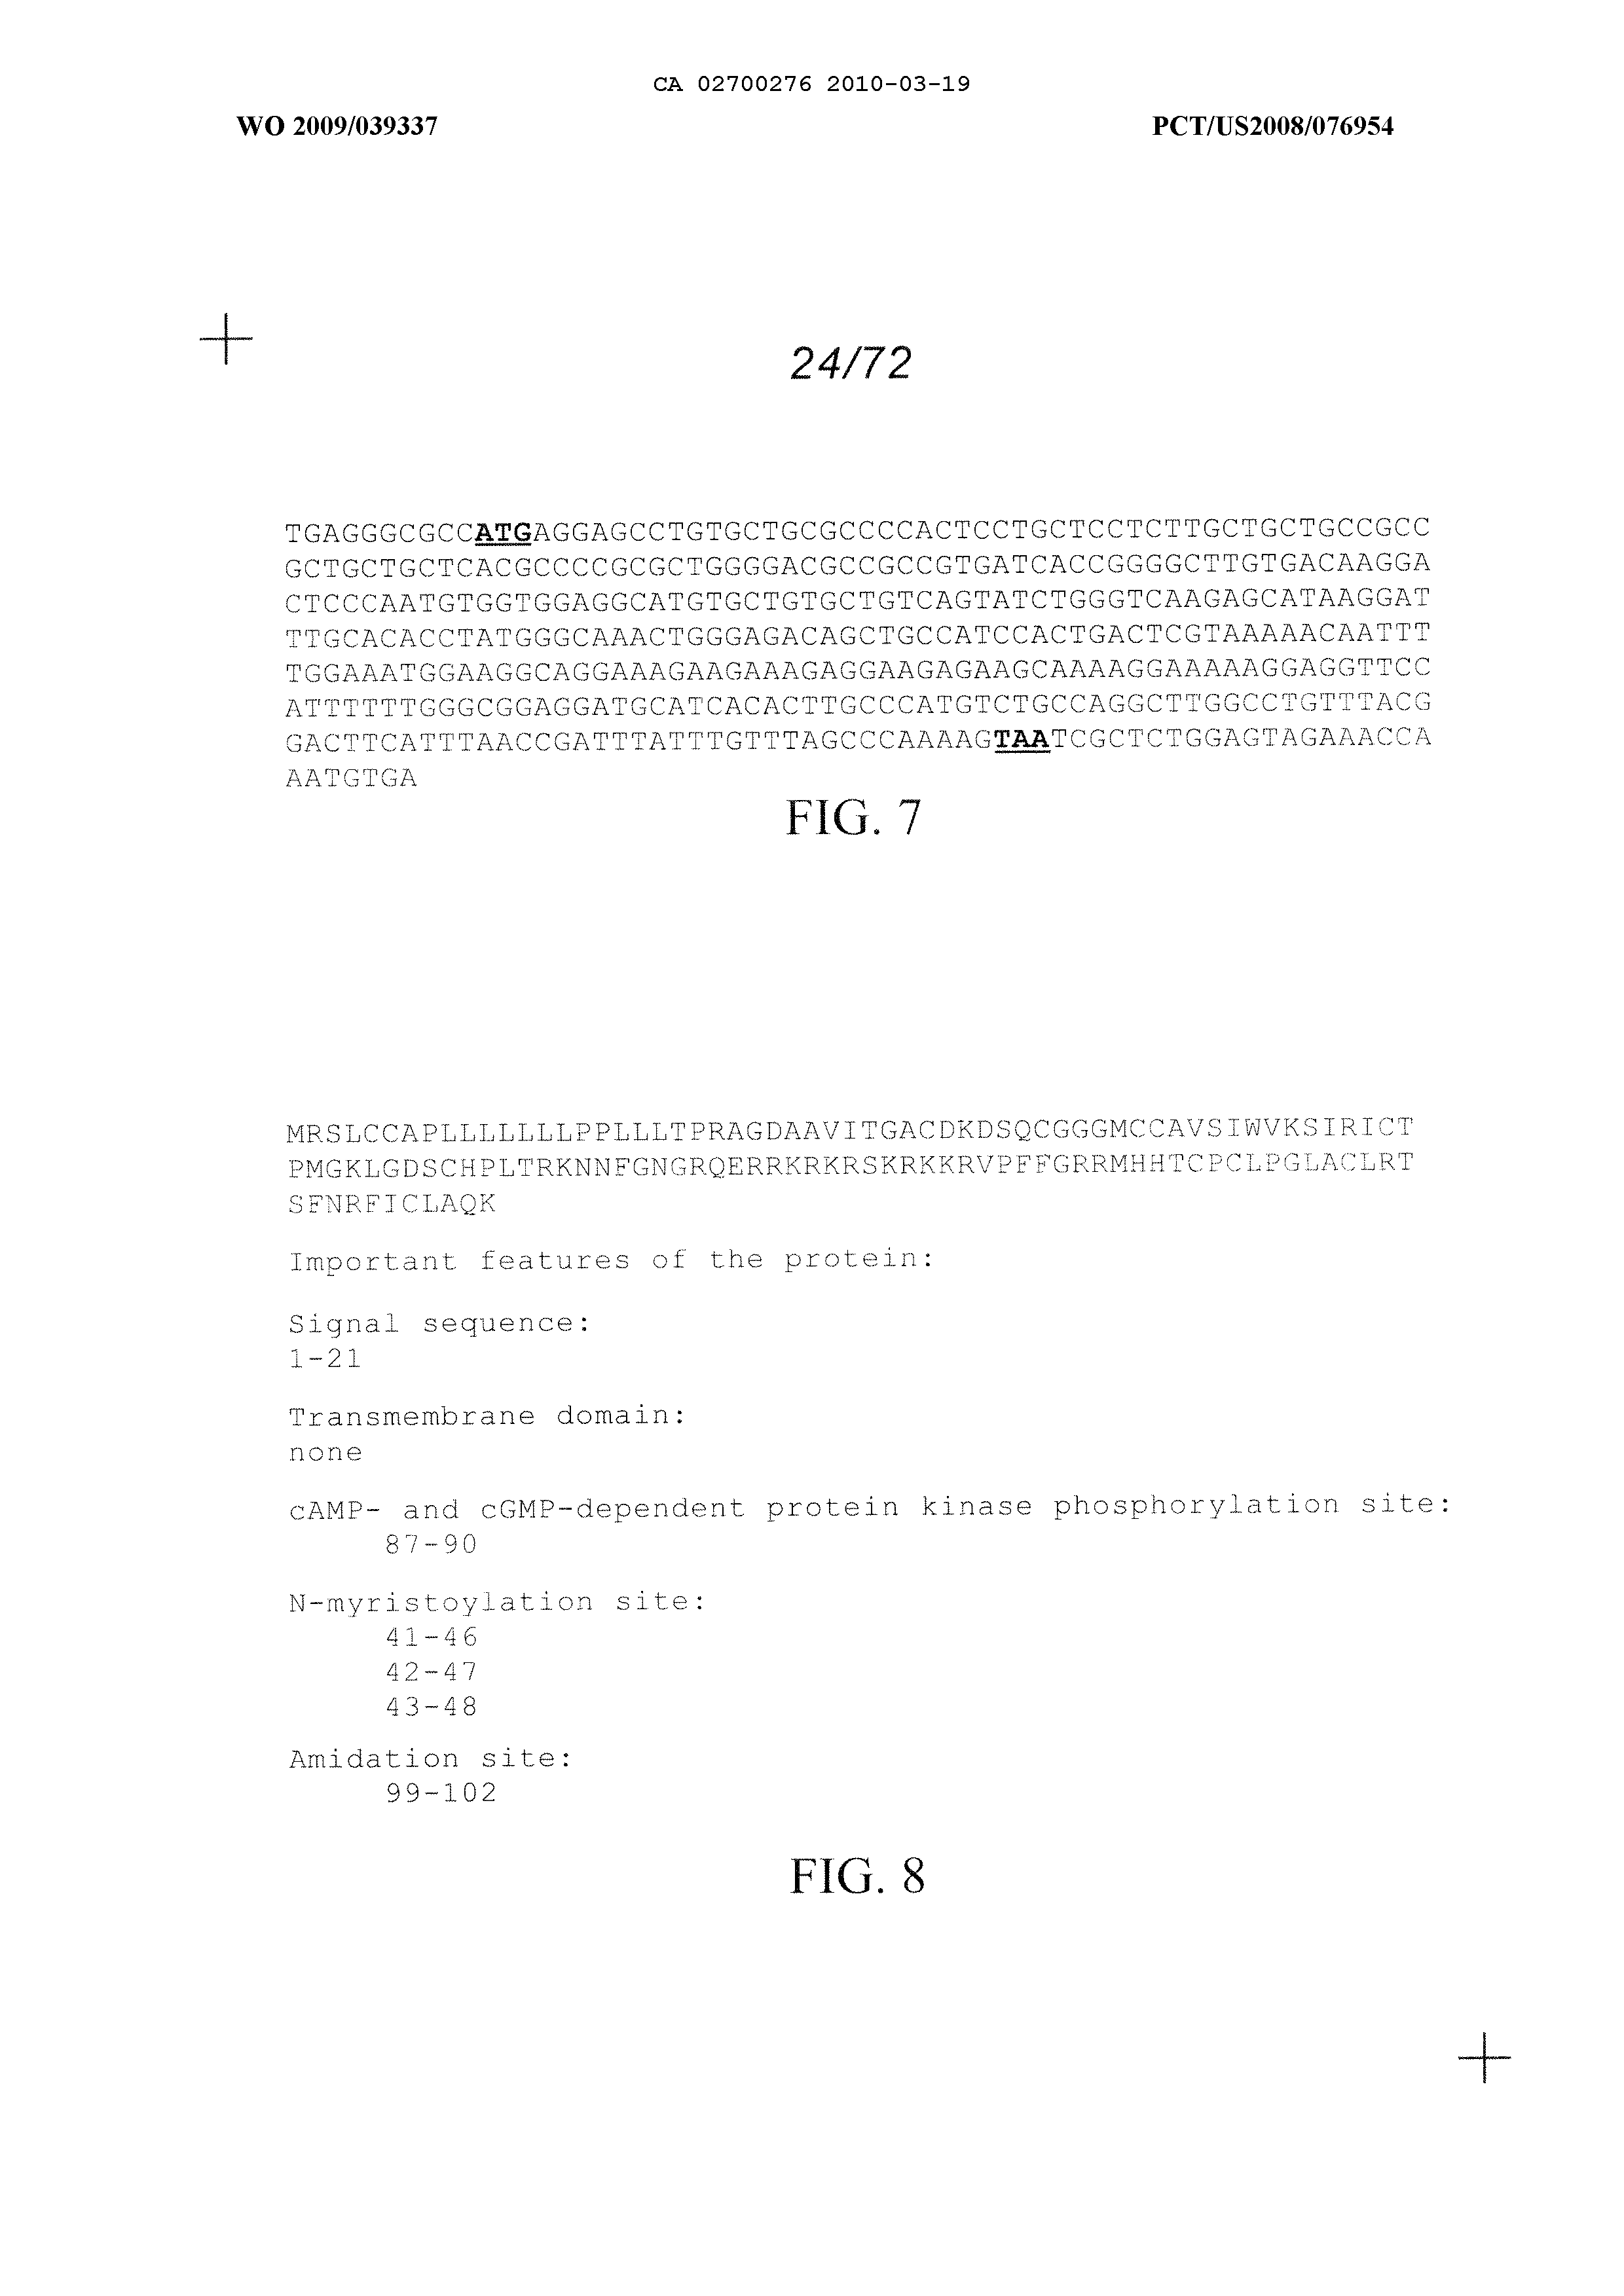 CA 02700276 2010-03-19
WO 2009/039337 PCT/US2008/076954
24/72
TGAGGGCGCCATGAGGAGCCTGTGCTGCGCCCCACTCCTGCTCCTCTTGCTGCTGCCGCC
GCTGCTGCTCACGCCCCGCGCTGGGGACGCCGCCGTGATCACCGGGGCTTGTGACAAGGA
CTCCCAATGTGGTGGAGGCATGTGCTGTGCTGTCAGTATCTGGGTCAAGAGCATAAGGAT
TTGCACACCTATGGGCAAACTGGGAGACAGCTGCCATCCACTGACTCGTAAAAACAATTT
TGGAAATGGAAGGCAGGAAAGAAGAAAGAGGAAGAGAAGCAAAAGGAAAAAGGAGGTTCC
ATTTTTTGGGCGGAGGATGCATCACACTTGCCCATGTCTGCCAGGCTTGGCCTGTTTACG
GACTTCATTTAACCGATTTATTTGTTTAGCCCAAAAGTAATCGCTCTGGAGTAGAAACCA
AATGTGA
FIG. 7
MRSLCCAPLLLLLLLPPLLLTPRAGDAAVITGACDKDSQCGGGMCCAVSIWVKSIRICT
PMGKLGDSCHPLTRKNNFGNGRQERRKRKRSKRKKRVPFFGRRMHHTCPCLPGLACLRT
SFNRFICLAQK
Important features of the protein:
Signal sequence:
1-21
Transmembrane domain:
none
cAMP- and cGMP-dependent protein kinase phosphorylation site:
87-90
N-myristoylation site:
41-46
42-47
43-48
Amidation site:
99-102
FIG. 8